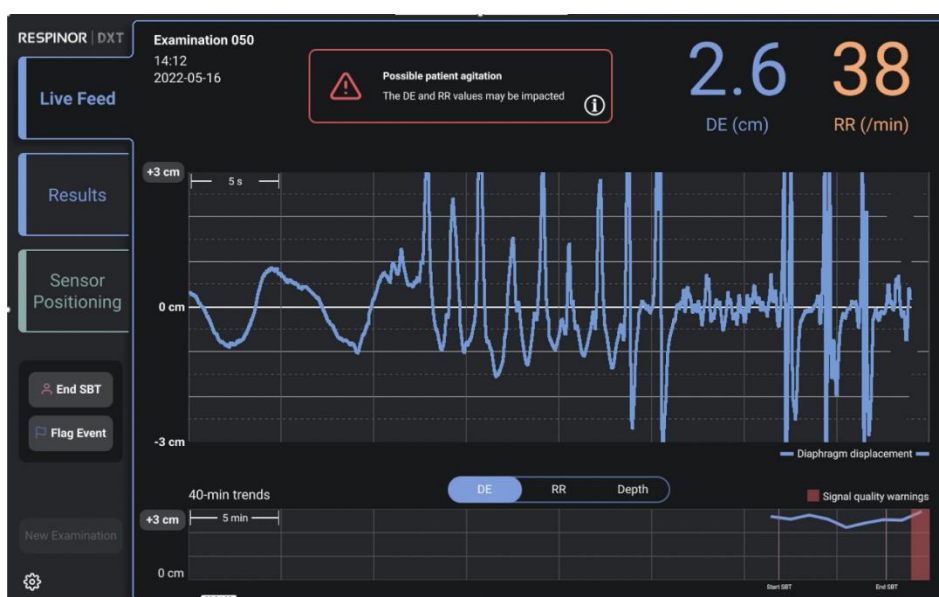 RESPINOR | DXT
Examination 050
14:12
2022-05-16
Possible patient agitation
The DE and RR values may be impacted
2.6
DE (cm)
38
RR (/min)
Live Feed
Results
Sensor
Positioning
End SBT
Flag Event
New Examination
+3 cm
5 s
0 cm
-3 cm
Diaphragm displacement
40-min trends
DE
RR
Depth
Signal quality warnings
+3 cm
5 min
0 cm
Start SBT
End SBT